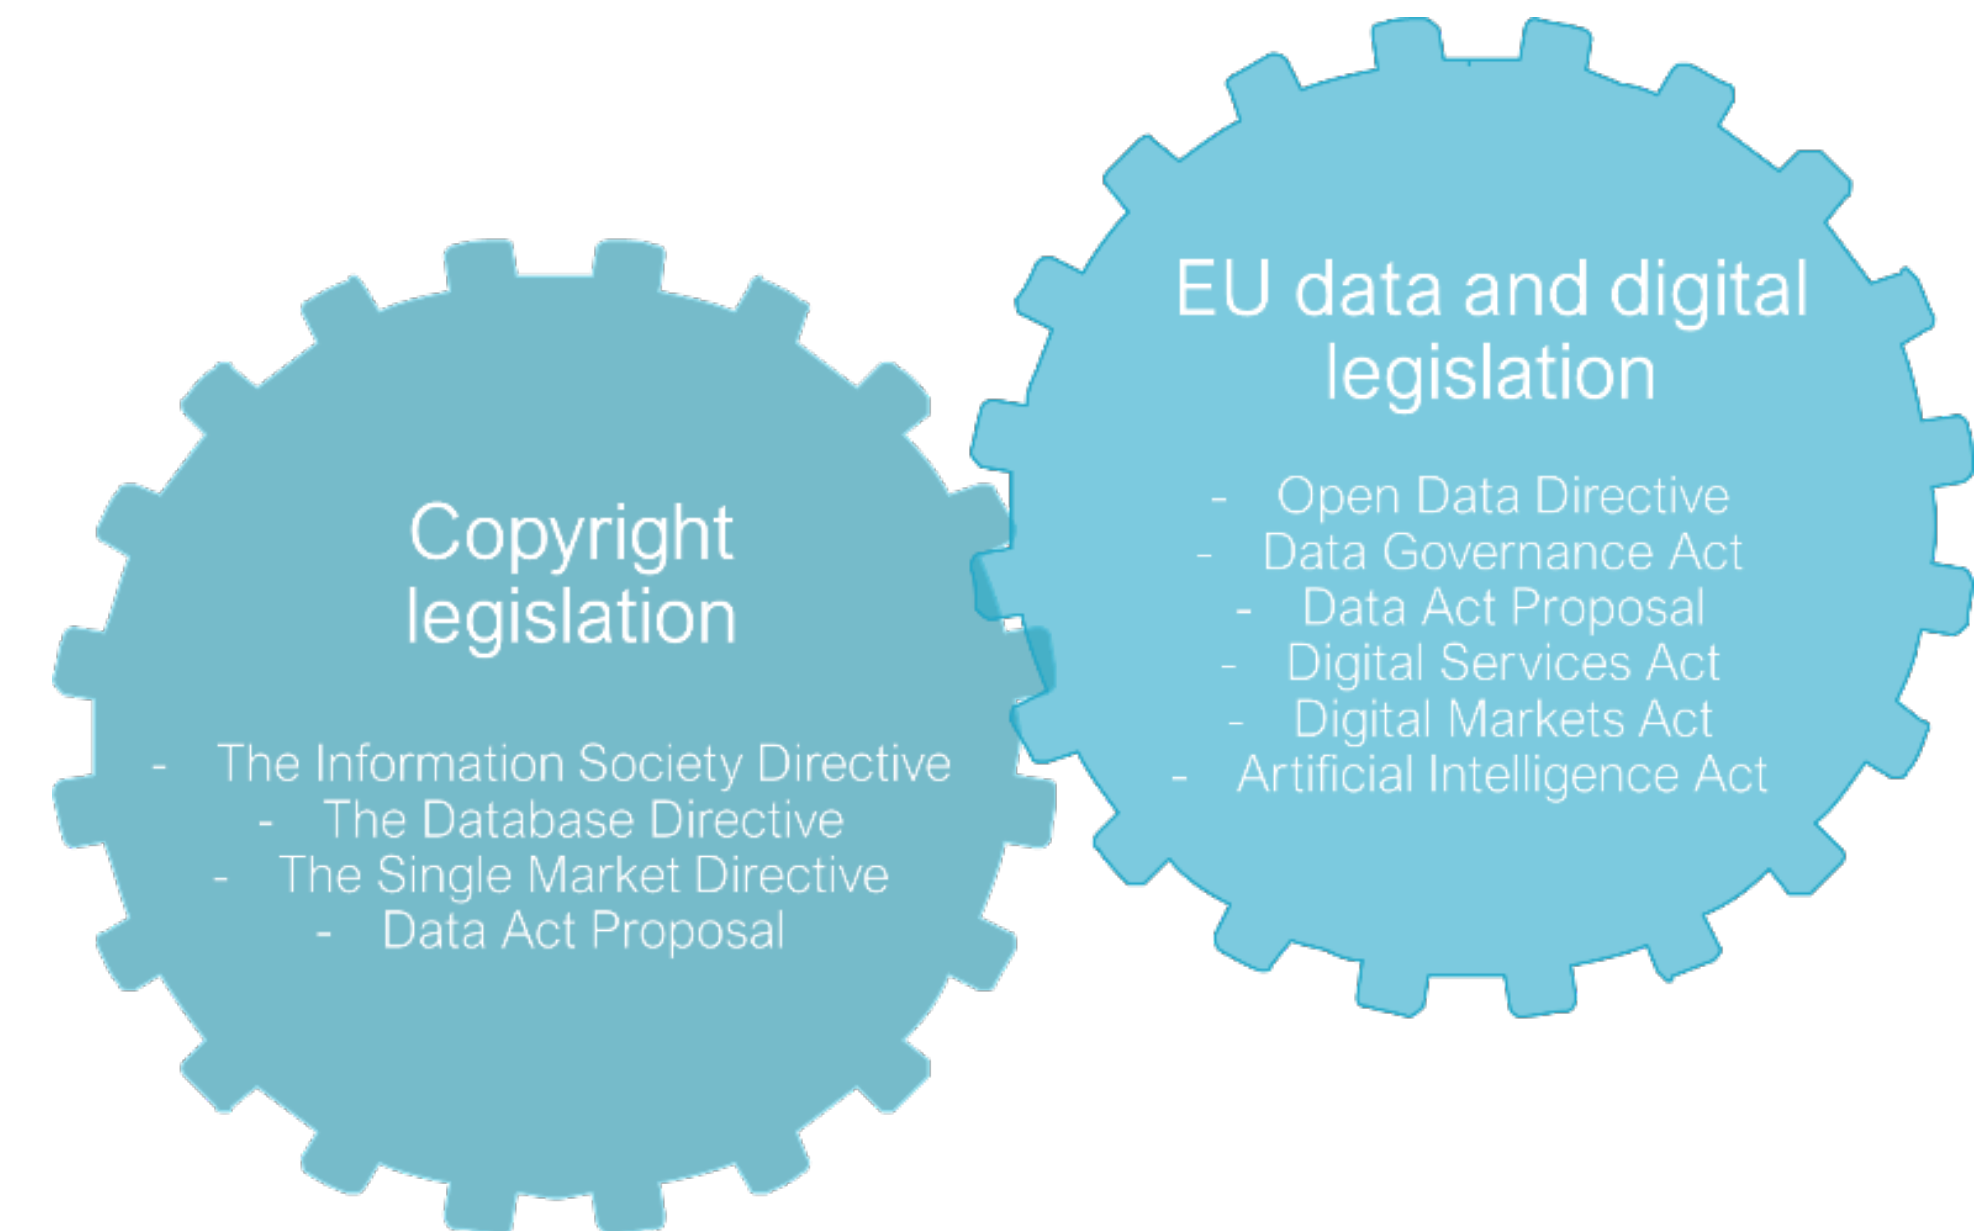 Copyright
legislation
- The Information Society Directive
- The Database Directive
- The Single Market Directive
- Data Act Proposal
EU data and digital
legislation
- Open Data Directive
- Data Governance Act
- Data Act Proposal
- Digital Services Act
- Digital Markets Act
- Artificial Intelligence Act